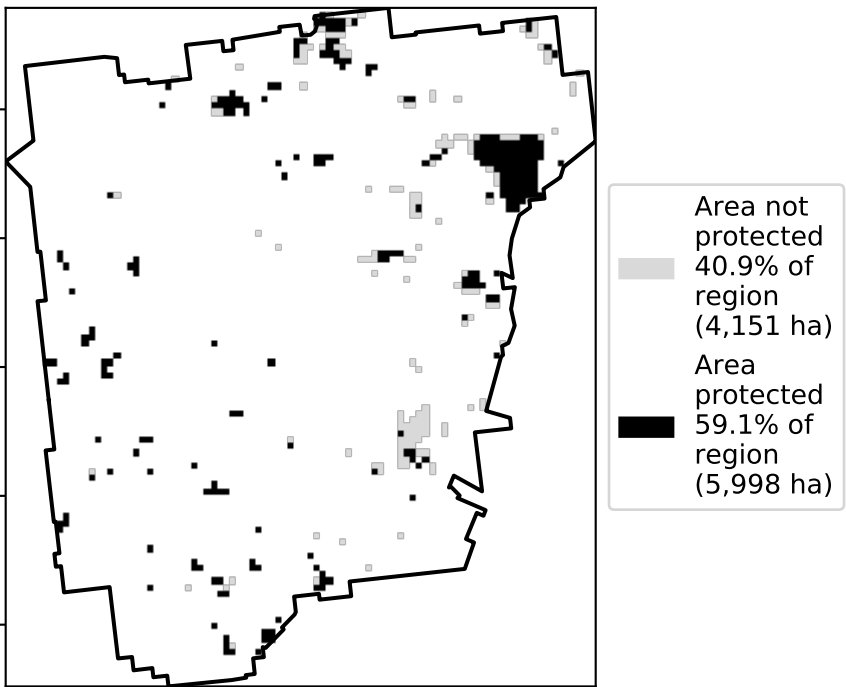 Area not
protected
40.9% of
region
(4,151 ha)
Area
protected
59.1% of
region
(5,998 ha)